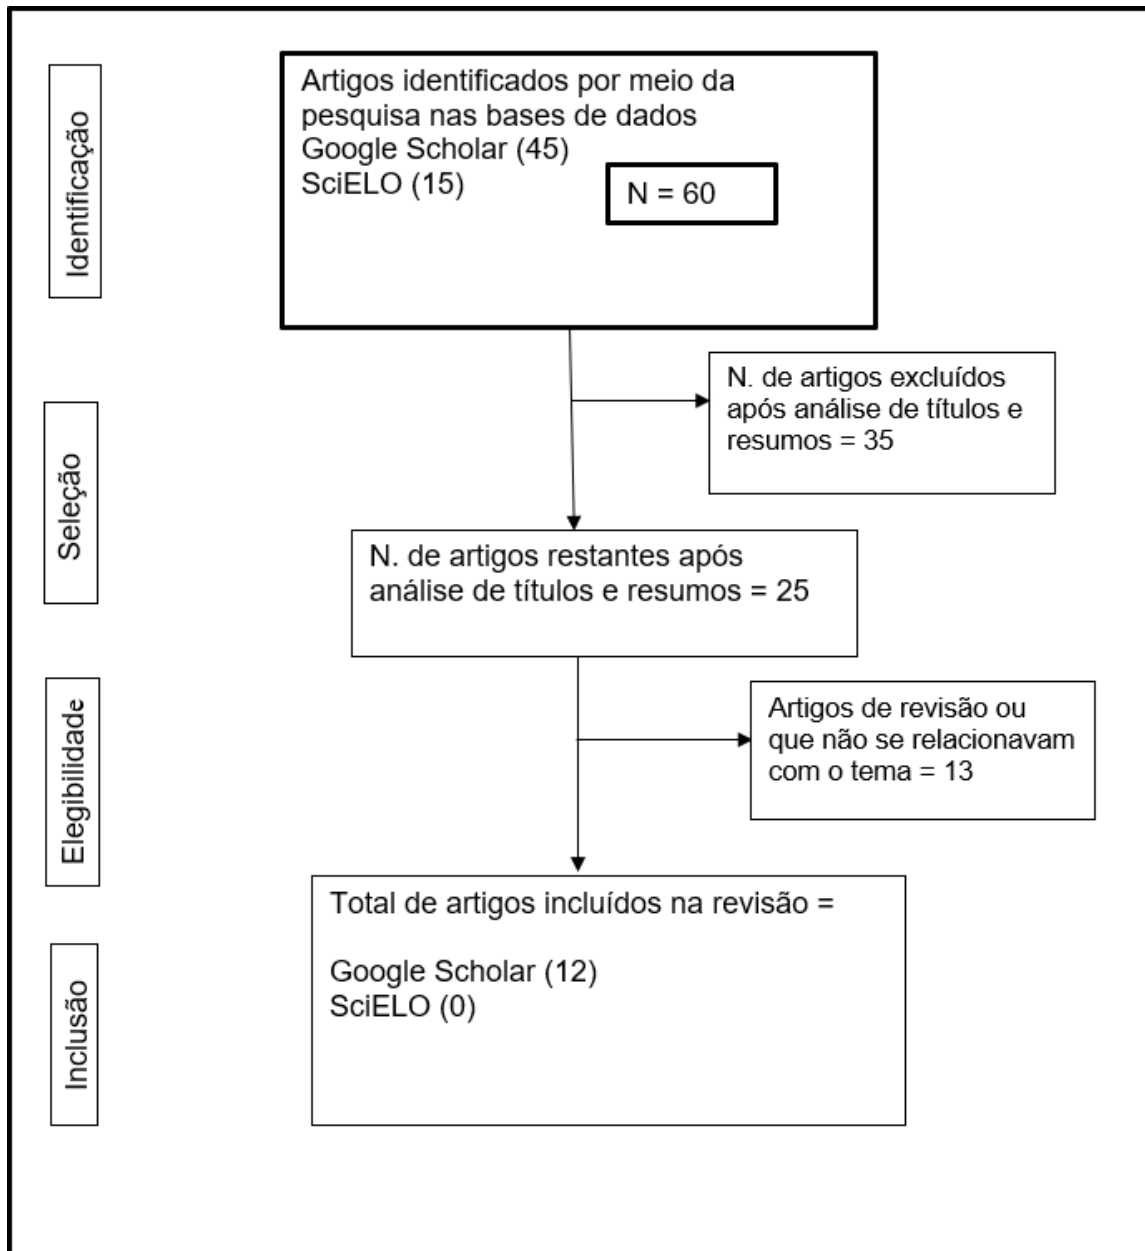 Identificação
Artigos identificados por meio da
pesquisa nas bases de dados
Google Scholar (45)
SciELO (15)
N = 60
N. de artigos excluídos
após análise de títulos e
resumos = 35
Seleção
N. de artigos restantes após
análise de títulos e resumos = 25
Elegibilidade
Artigos de revisão ou
que não se relacionavam
com o tema = 13
Inclusão
Total de artigos incluídos na revisão =
Google Scholar (12)
SciELO (0)